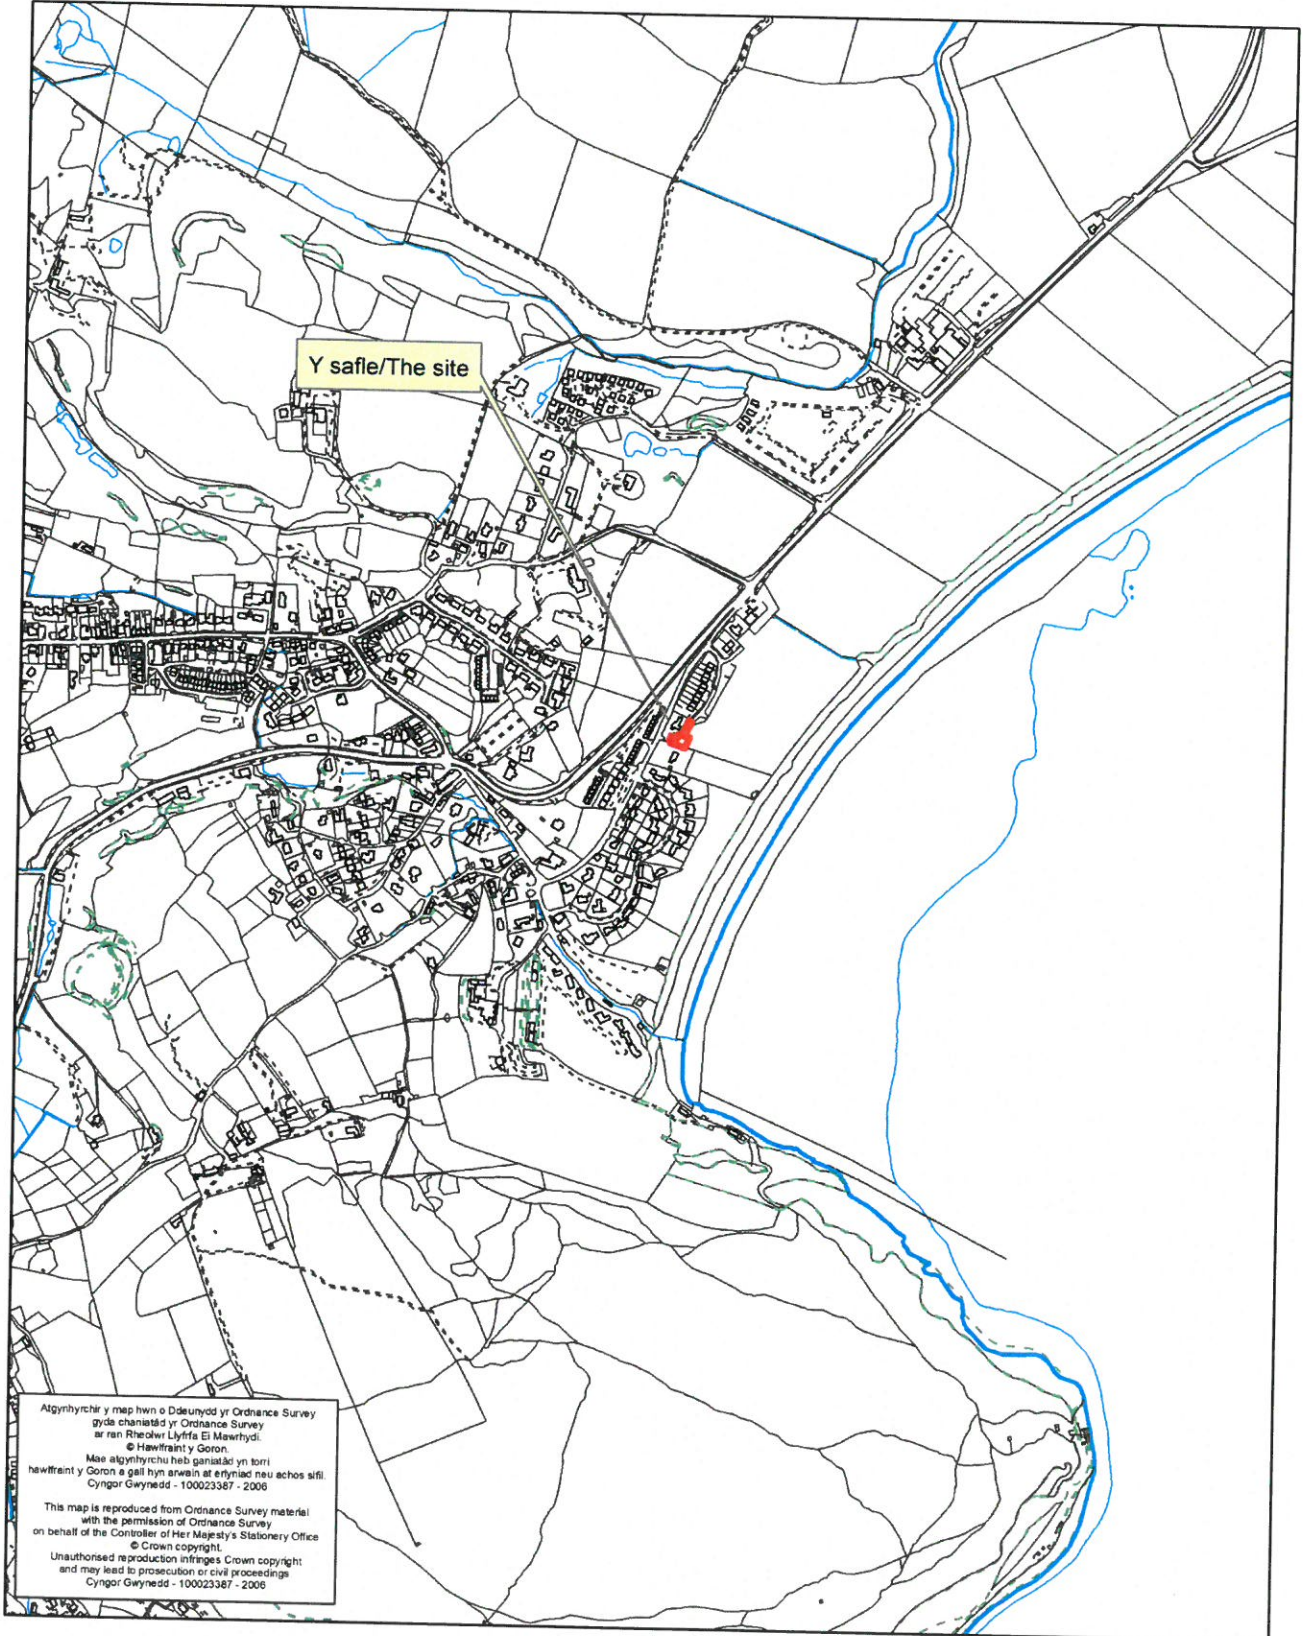 Y safle/The site
Atgynhyrchir y map hwn o Ddeunydd yr Ordnance Survey
gyda chaniatâd yr Ordnance Survey
ar ran Rheolwr Llyfrfa Ei Mawrhydi.
© Hawlfraint y Goron.
Mae atgynhyrchu heb ganiatâd yn torri
hawlfraint y Goron a gall hyn arwain at erlyniad neu achos sifil.
Cyngor Gwynedd - 100023387 - 2006
This map is reproduced from Ordnance Survey material
with the permission of Ordnance Survey
on behalf of the Controller of Her Majesty's Stationery Office
© Crown copyright.
Unauthorised reproduction infringes Crown copyright
and may lead to prosecution or civil proceedings
Cyngor Gwynedd - 100023387 - 2006